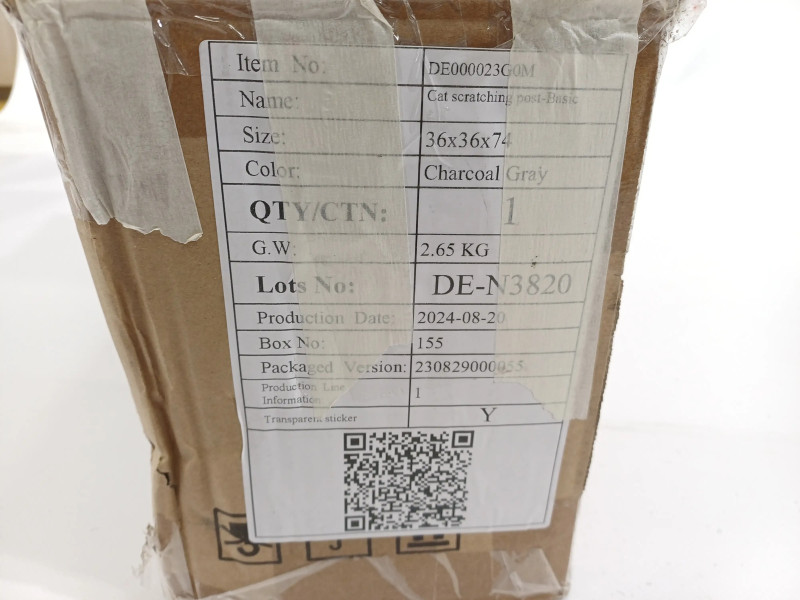 Item No: DE000023G0M
Name: Cat scratching post-Basic
Size: 36x36x74
Color: Charcoal Gray
QTY/CTN: 1
G.W: 2.65 KG
Lots No: DE-N3820
Production Date: 2024-08-20
Box No: 155
Packaged Version: 230829000055
Production Line
Information: 1
Transparent sticker Y